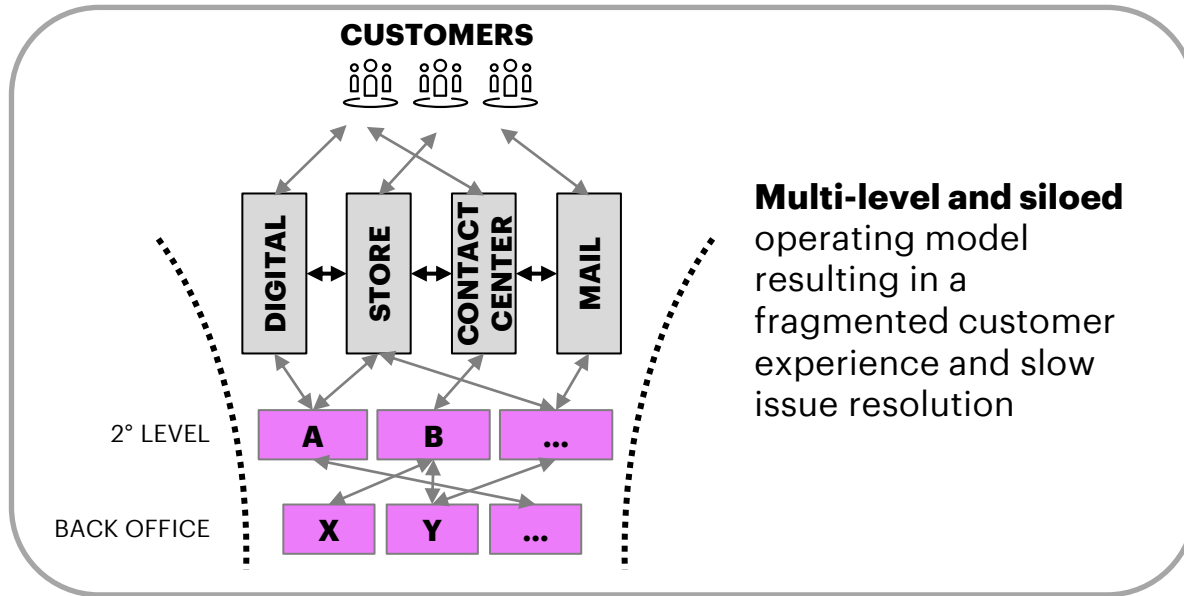 CUSTOMERS
DIGITAL
STORE
CONTACT
CENTER
MAIL
Multi-level and siloed
operating model
resulting in a
fragmented customer
experience and slow
issue resolution
2° LEVEL
A
B
...
BACK OFFICE
X
Y
...